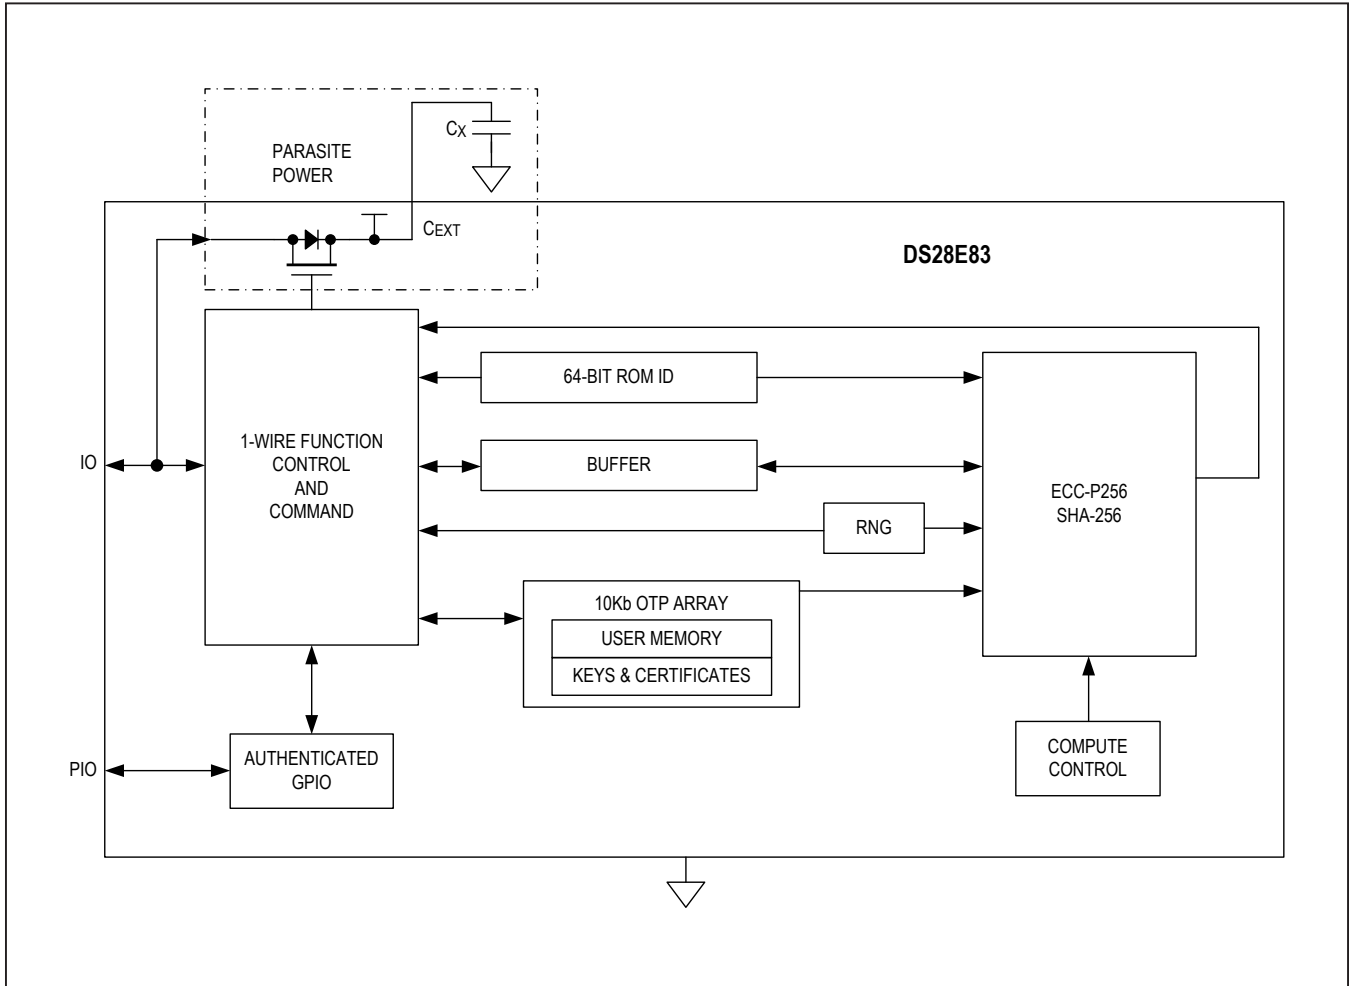 PARASITE
POWER
CX
CEXT
DS28E83
64-BIT ROM ID
1-WIRE FUNCTION
CONTROL
AND
COMMAND
IO
BUFFER
ECC-P256
SHA-256
RNG
10Kb OTP ARRAY
USER MEMORY
KEYS & CERTIFICATES
PIO
AUTHENTICATED
GPIO
COMPUTE
CONTROL